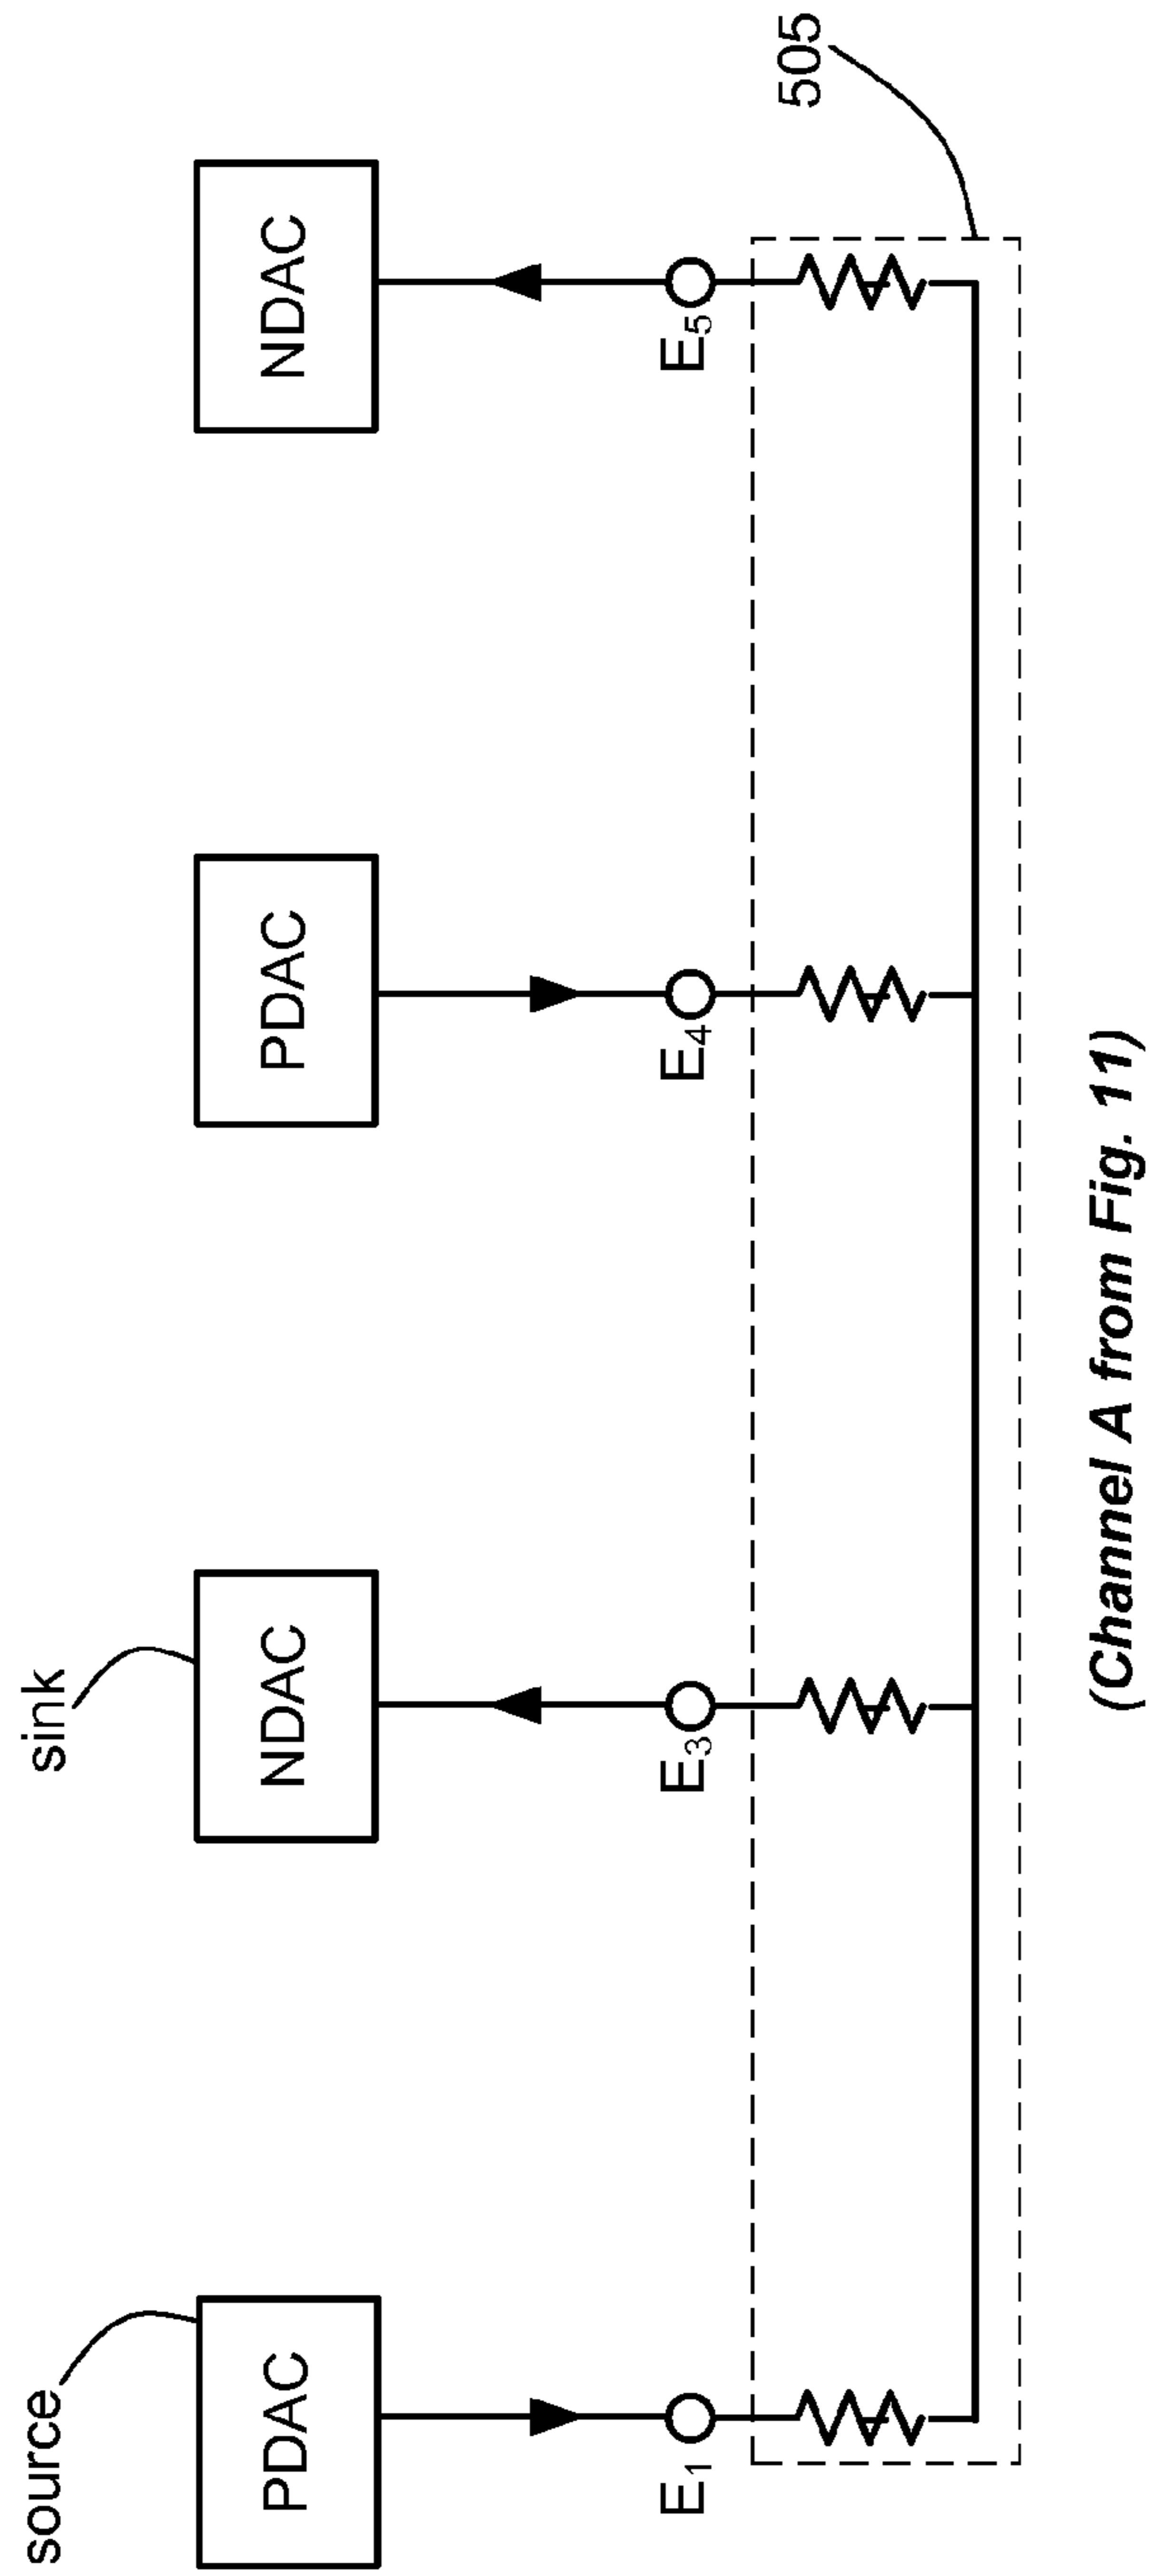 source
sink
PDAC
NDAC
PDAC
NDAC
E₁
E₃
E₄
E₅
505
(Channel A from Fig. 11)